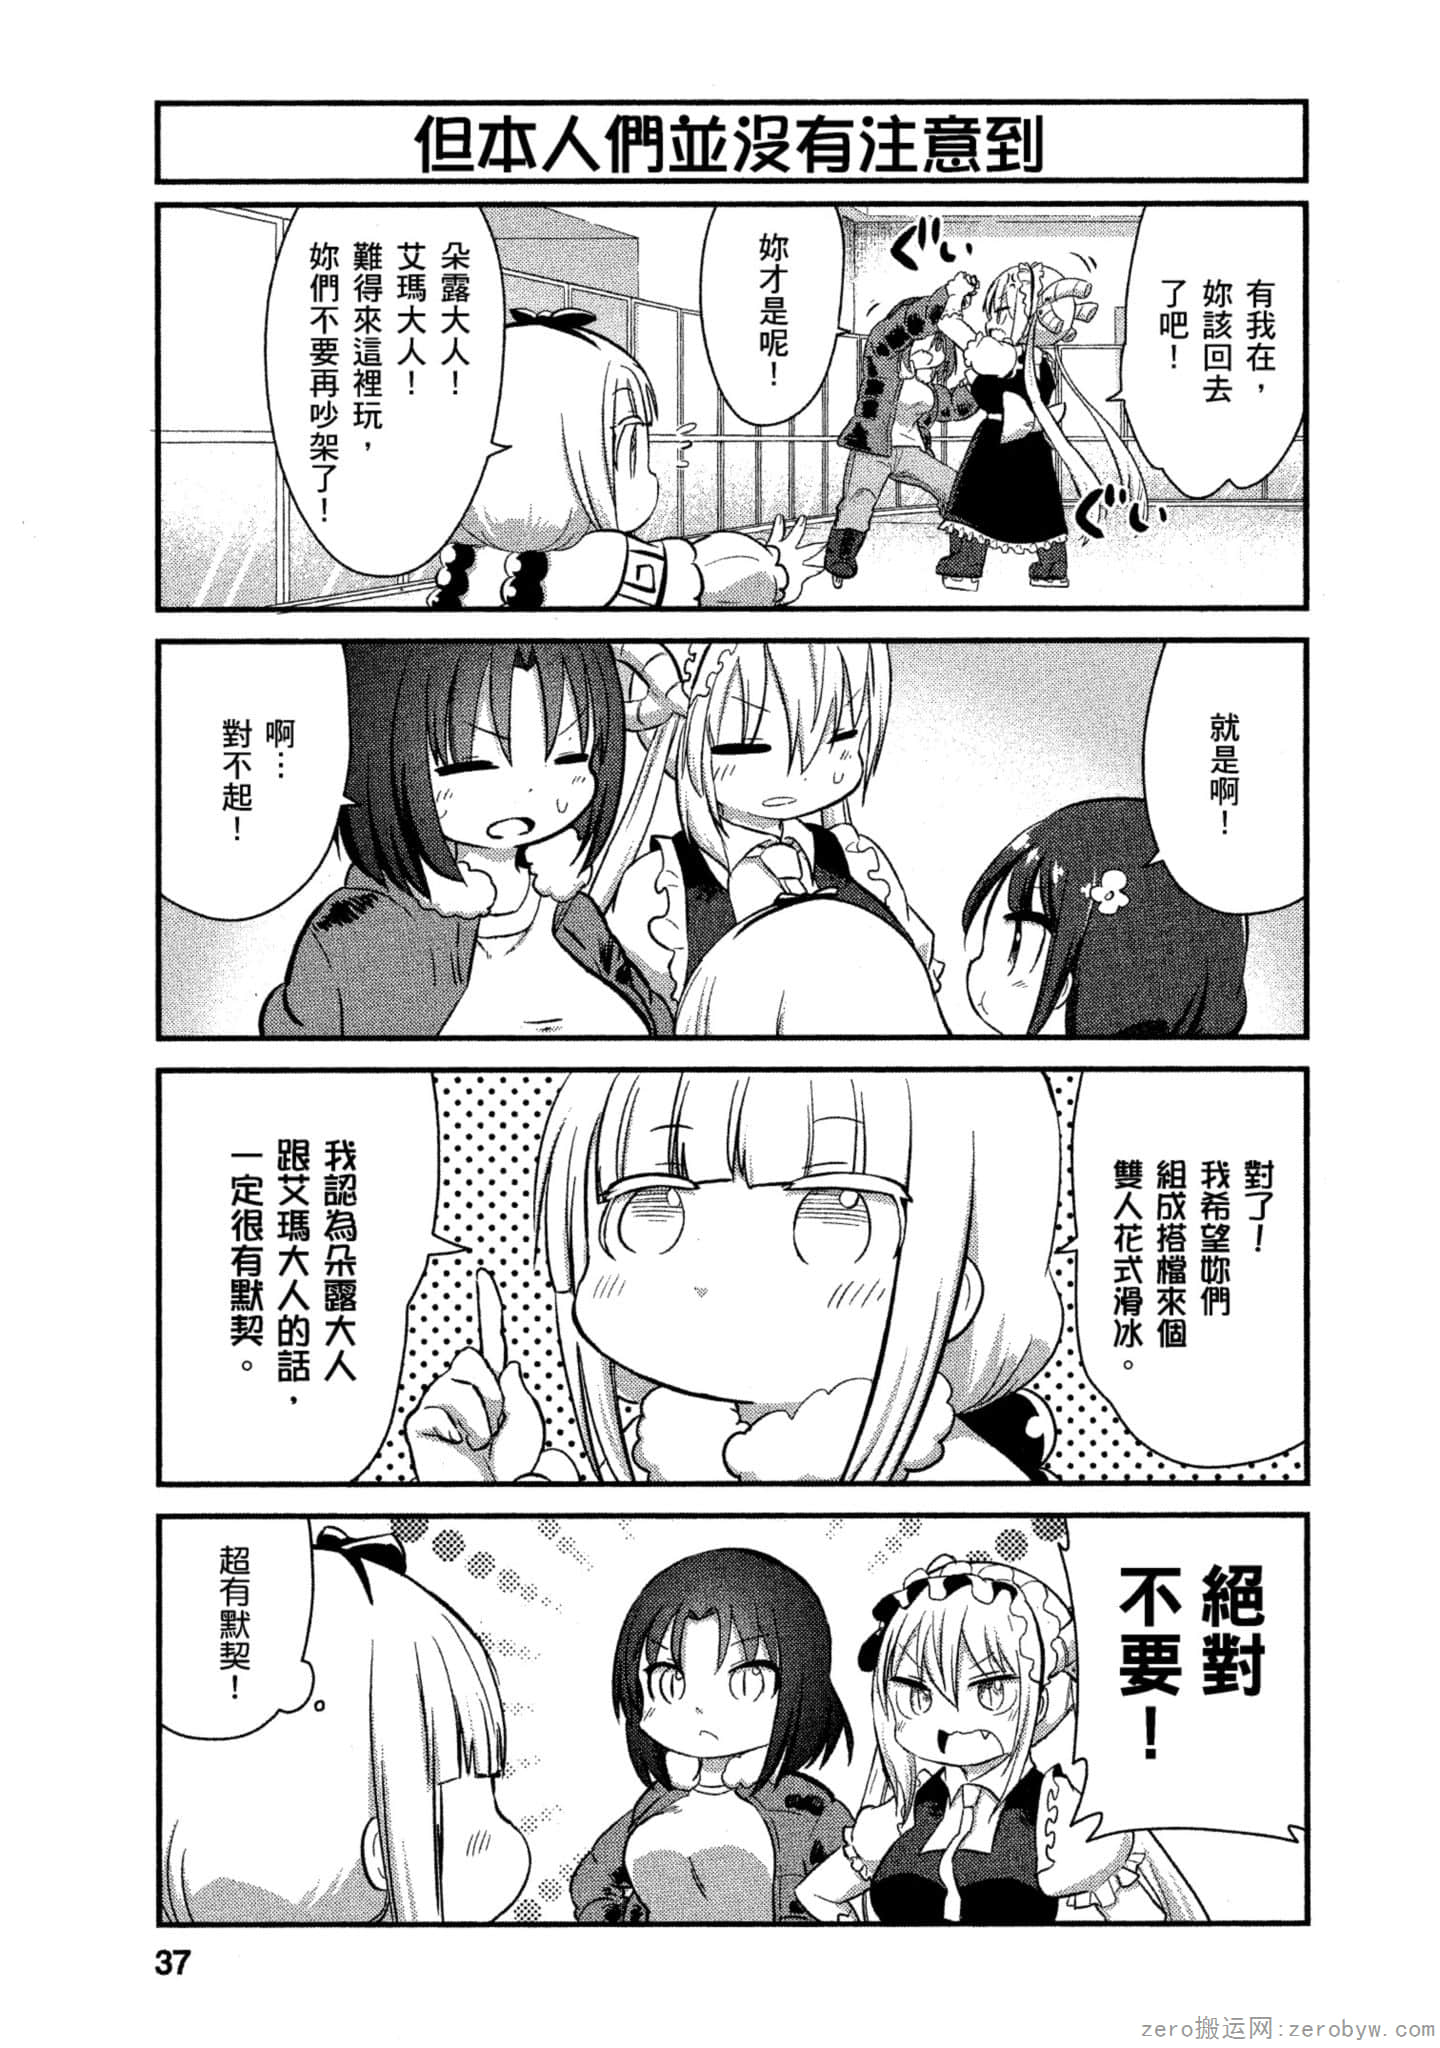 但本人們並沒有注意到
有我在，
妳該回去
了吧！
ぐい
妳才是呢！
ぐい
朵露大人！
艾瑪大人！
難得來這裡玩，
妳們不要再吵架了！
就是啊！
啊…
對不起！
對了！
我希望妳們
組成搭檔來個
雙人花式滑冰。
我認為朵露大人
跟艾瑪大人的話，
一定很有默契。
絕對
不要！
超有默契！
37
zero搬运网:zerobyw.com